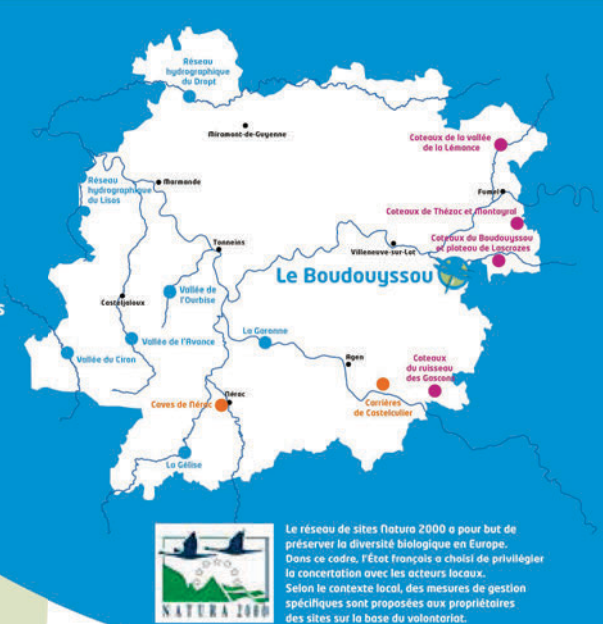 Réseau
hydrographique
du Dropt
Miramont-de-Guyenne
Coteaux de la vallée
de la Lémance
Réseau
hydrographique
du Lisos
Marmonde
Fumel
Coteaux de Thézac et Montayral
Tonneins
Villeneuve-sur-Lot
Coteaux du Boudouyssou
et plateau de Lascrozes
Le Boudouyssou
Vallée de
l'Ourbise
Casteljaloux
Vallée de l'Avance
La Garonne
Vallée du Ciron
Agen
Coteaux
du ruisseau
des Gascons
Caves de Nérac
Nérac
Carrières
de Castelculier
La Gélise
NATURA 2000
Le réseau de sites Natura 2000 a pour but de
préserver la diversité biologique en Europe.
Dans ce cadre, l'État français a choisi de privilégier
la concertation avec les acteurs locaux.
Selon le contexte local, des mesures de gestion
spécifiques sont proposées aux propriétaires
des sites sur la base du volontariat.